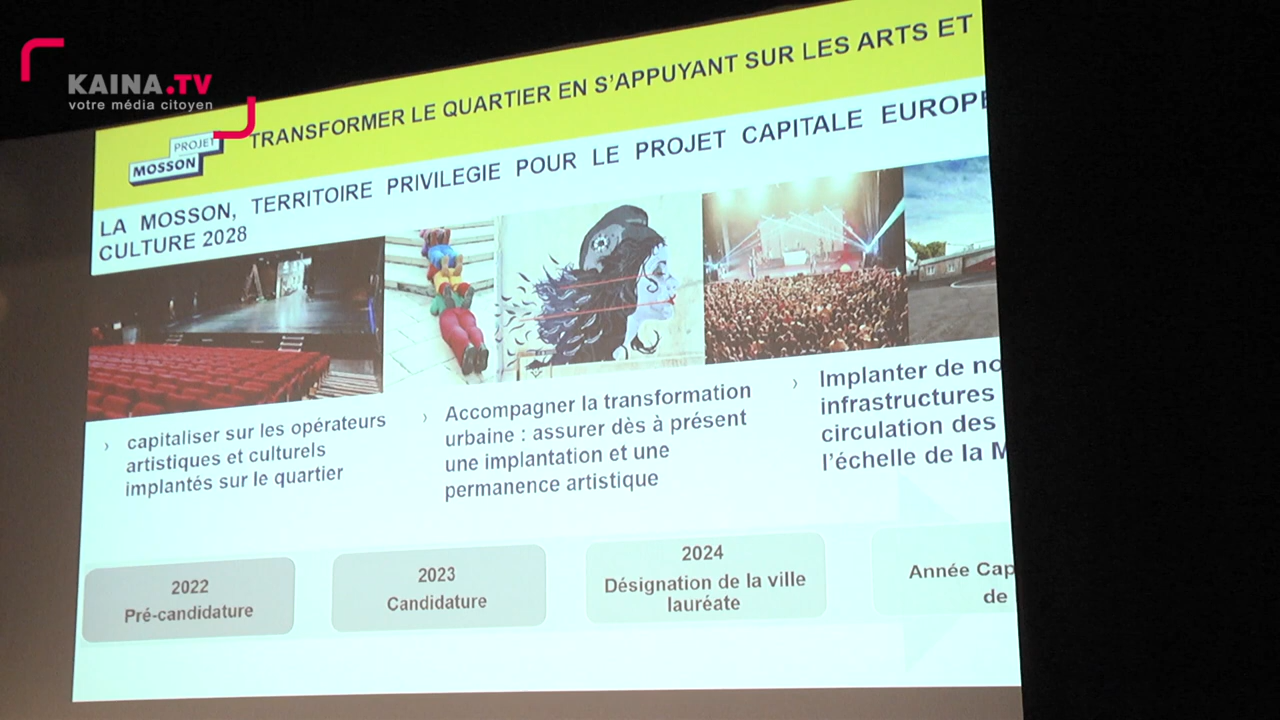 KAINA.TV
votre média citoyen
TRANSFORMER LE QUARTIER EN S'APPUYANT SUR LES ARTS ET
PROJET
MOSSON
LA MOSSON, TERRITOIRE PRIVILEGIE POUR LE PROJET CAPITALE EUROPE
CULTURE 2028
› capitaliser sur les opérateurs
artistiques et culturels
implantés sur le quartier
› Accompagner la transformation
urbaine : assurer dès à présent
une implantation et une
permanence artistique
› Implanter de no
infrastructures
circulation des
l'échelle de la M
2022
Pré-candidature
2023
Candidature
2024
Désignation de la ville
lauréate
Année Cap
de